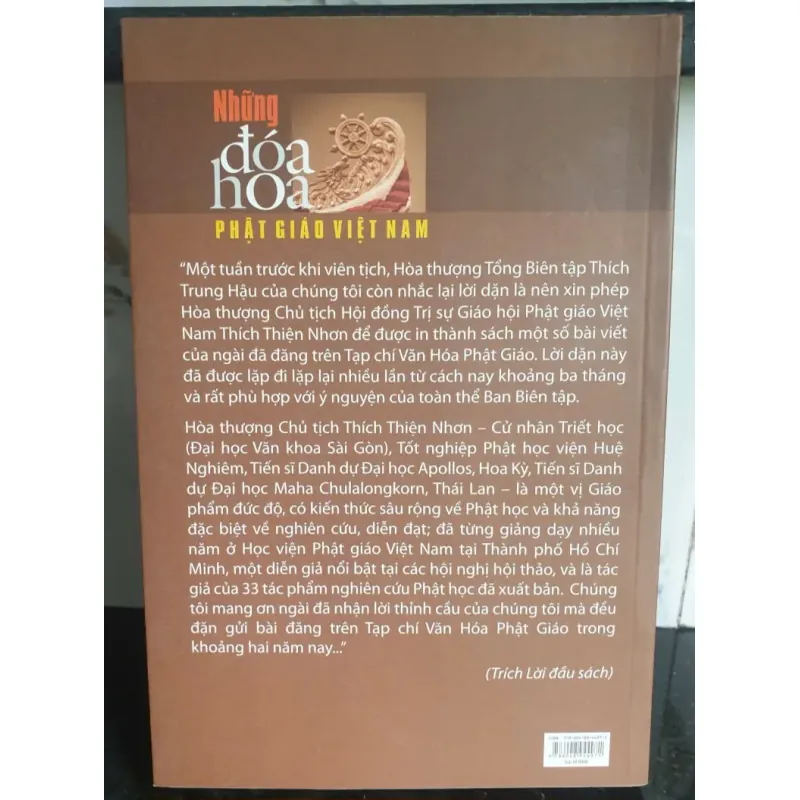 Những
đóa
hoa
PHẬT GIÁO VIỆT NAM
“Một tuần trước khi viên tịch, Hòa thượng Tổng Biên tập Thích
Trung Hậu của chúng tôi còn nhắc lại lời dặn là nên xin phép
Hòa thượng Chủ tịch Hội đồng Trị sự Giáo hội Phật giáo Việt
Nam Thích Thiện Nhơn để được in thành sách một số bài viết
của ngài đã đăng trên Tạp chí Văn Hóa Phật Giáo. Lời dặn này
đã được lặp đi lặp lại nhiều lần từ cách nay khoảng ba tháng
và rất phù hợp với ý nguyện của toàn thể Ban Biên tập.
Hòa thượng Chủ tịch Thích Thiện Nhơn – Cử nhân Triết học
(Đại học Văn khoa Sài Gòn), Tốt nghiệp Phật học viện Huệ
Nghiêm, Tiến sĩ Danh dự Đại học Apollos, Hoa Kỳ, Tiến sĩ Danh
dự Đại học Maha Chulalongkorn, Thái Lan – là một vị Giáo
phẩm đức độ, có kiến thức sâu rộng về Phật học và khả năng
đặc biệt về nghiên cứu, diễn đạt; đã từng giảng dạy nhiều
năm ở Học viện Phật giáo Việt Nam tại Thành phố Hồ Chí
Minh, một diễn giả nổi bật tại các hội nghị hội thảo, và là tác
giả của 33 tác phẩm nghiên cứu Phật học đã xuất bản. Chúng
tôi mang ơn ngài đã nhận lời thỉnh cầu của chúng tôi mà đều
đặn gửi bài đăng trên Tạp chí Văn Hóa Phật Giáo trong
khoảng hai năm nay...”
(Trích Lời đầu sách)